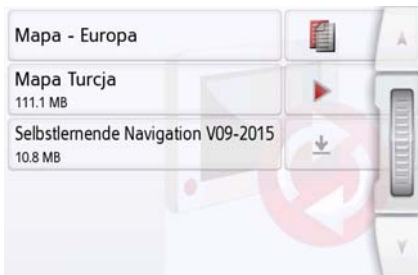 Mapa - Europa
Mapa Turcja
111.1 MB
Selbstlernende Navigation V09-2015
10.8 MB